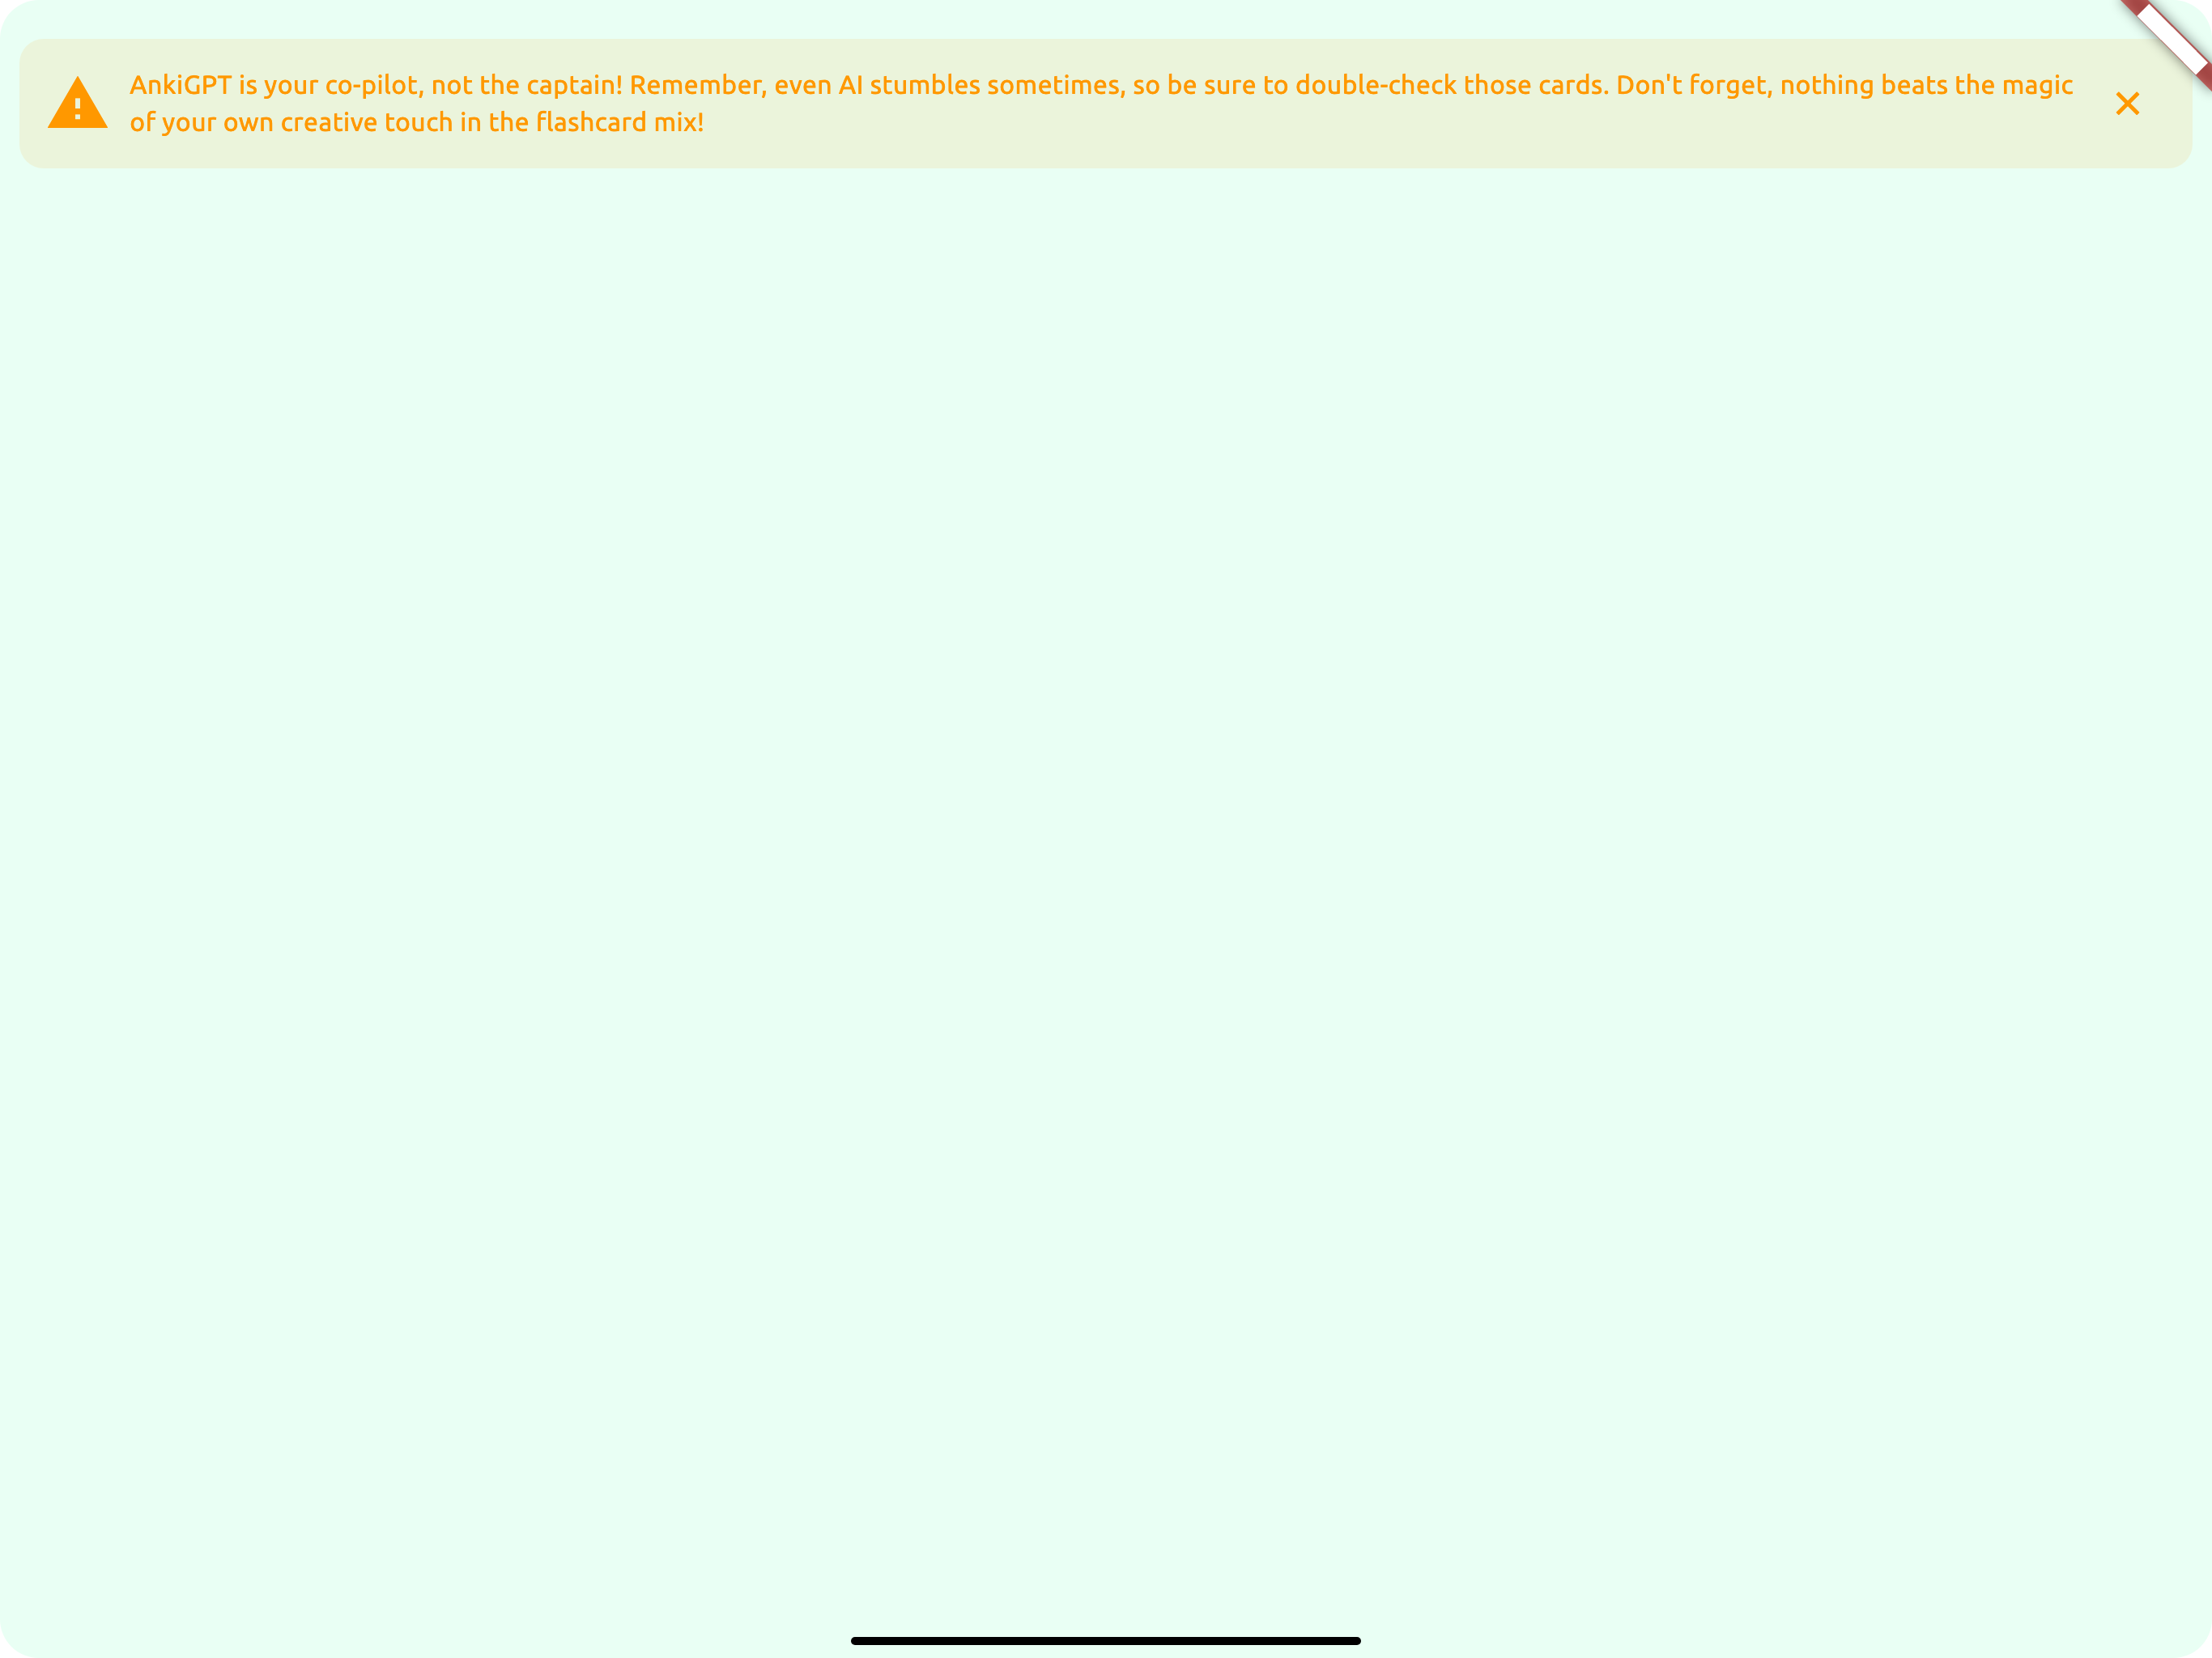 AnkiGPT is your co-pilot, not the captain! Remember, even AI stumbles sometimes, so be sure to double-check those cards. Don't forget, nothing beats the magic
of your own creative touch in the flashcard mix!